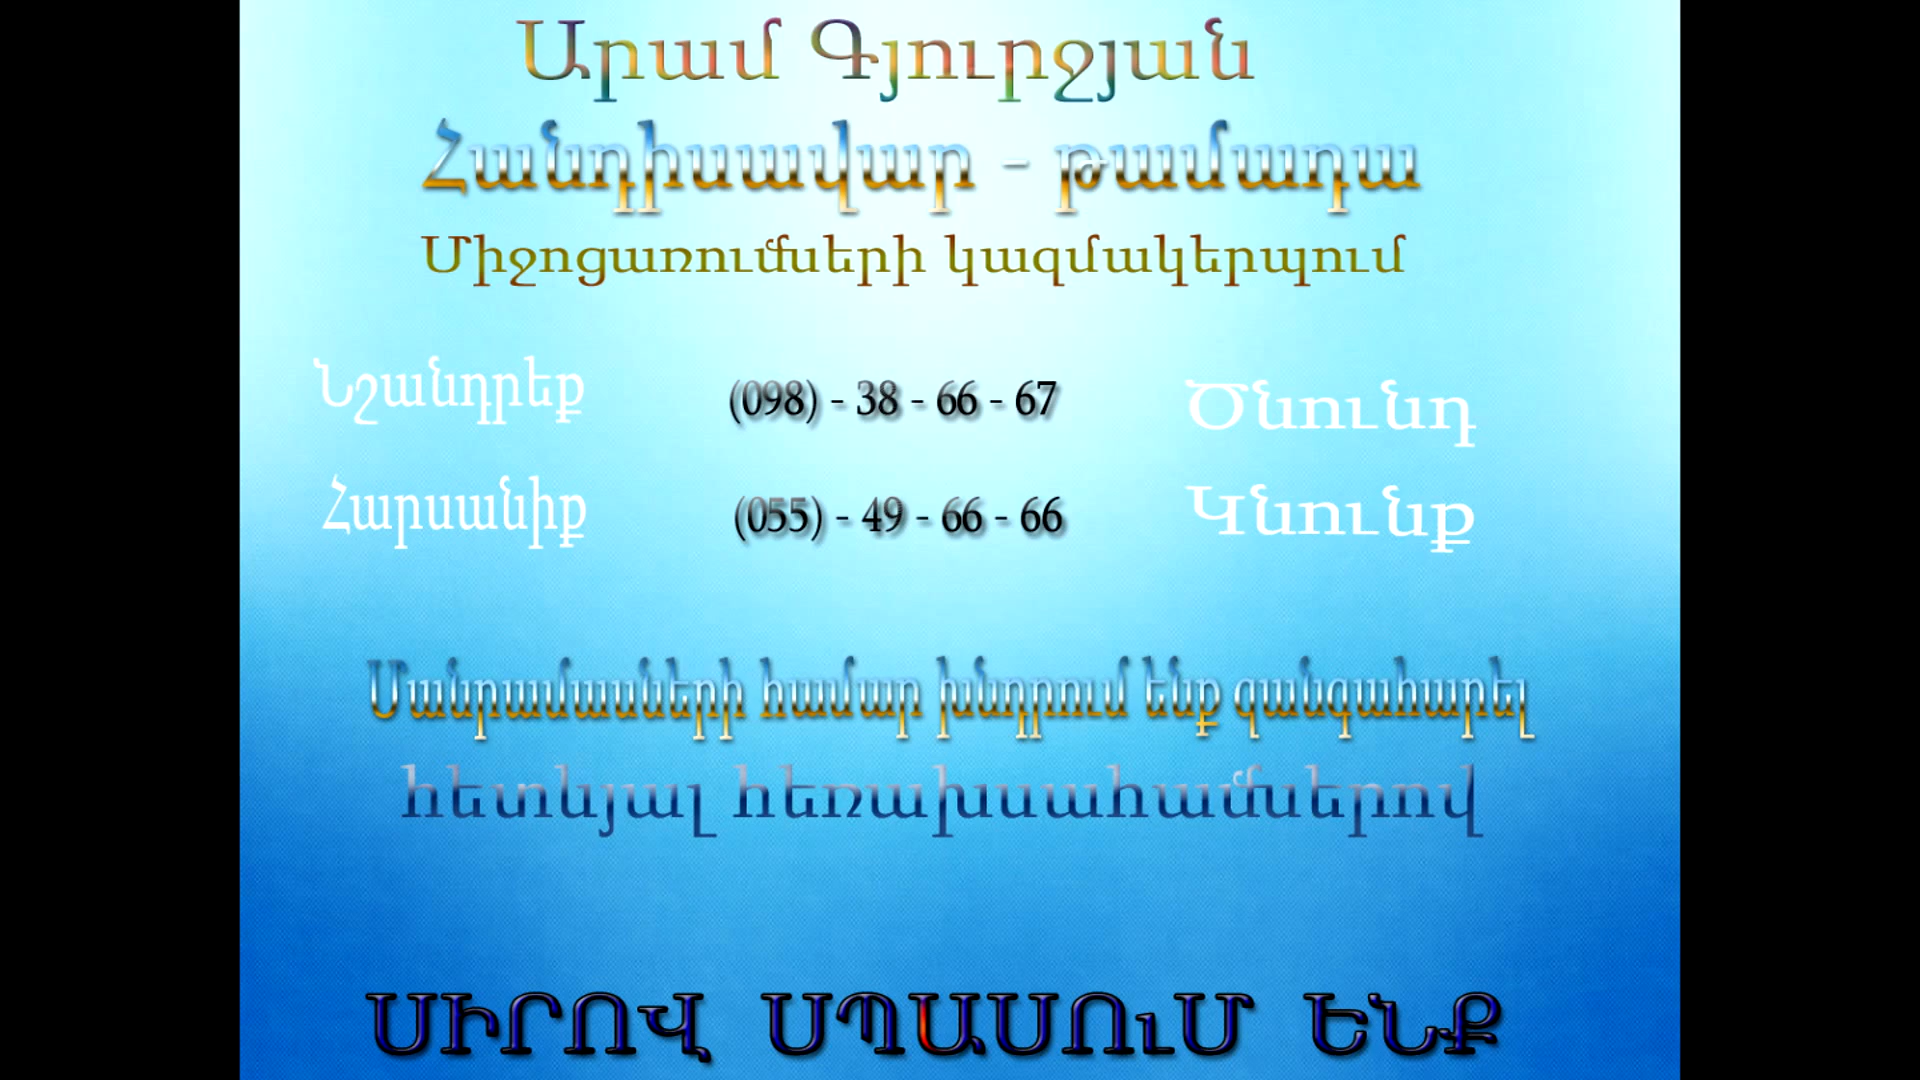 Արամ Գյուրջյան
Հանդիսավար - թամադա
Միջոցառումների կազմակերպում
Նշանդրեք
(098) - 38 - 66 - 67
Ծնունդ
Հարսանիք
(055) - 49 - 66 - 66
Կնունք
Մանրամասների համար խնդրում ենք զանգահարել
հետևյալ հեռախսահամներով
ՍԻՐՈՎ ՍՊԱՍՈւՄ ԵՆՔ